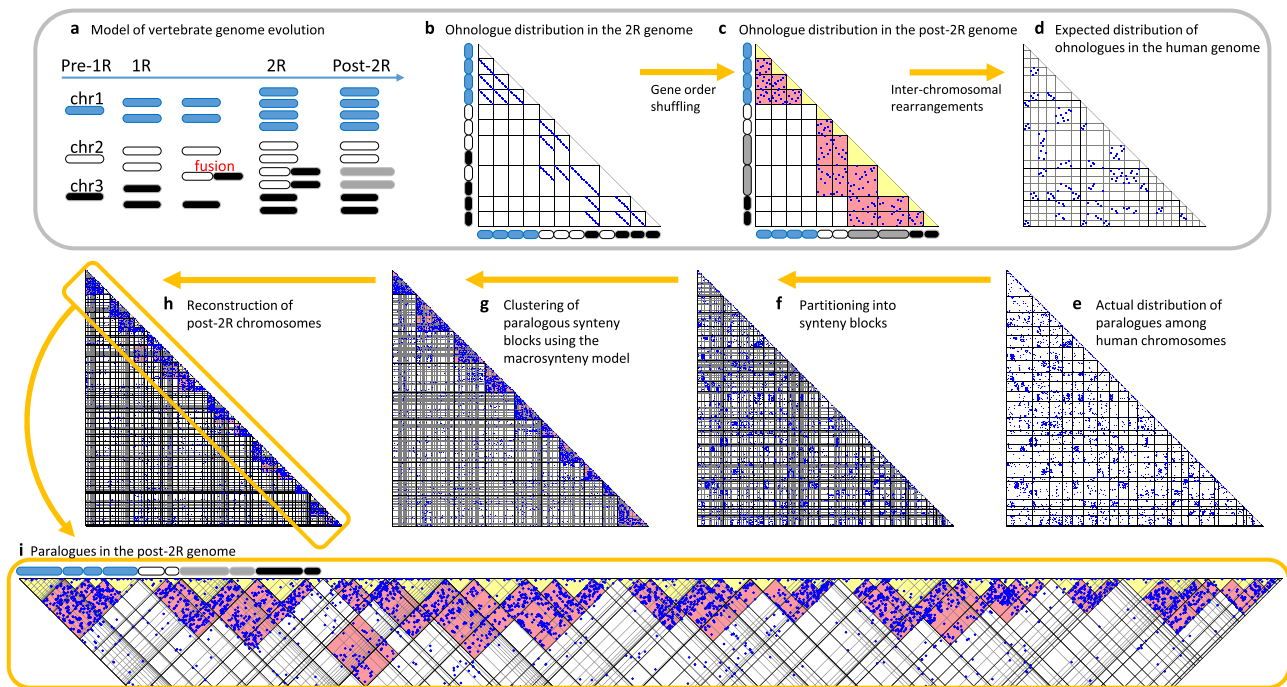 a Model of vertebrate genome evolution
Pre-1R 1R 2R Post-2R
chr1
chr2
fusion
chr3
b Ohnologue distribution in the 2R genome
Gene order
shuffling
c Ohnologue distribution in the post-2R genome
Inter-chromosomal
rearrangements
d Expected distribution of
ohnologues in the human genome
h Reconstruction of
post-2R chromosomes
g Clustering of
paralogous synteny
blocks using the
macrosynteny model
f Partitioning into
synteny blocks
e Actual distribution of
paralogues among
human chromosomes
i Paralogues in the post-2R genome